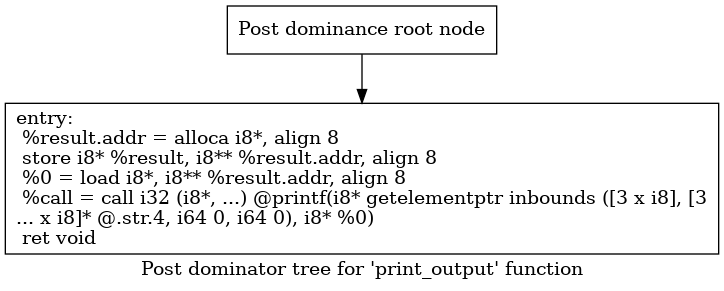 Post dominance root node
entry:
%result.addr = alloca i8*, align 8
store i8* %result, i8** %result.addr, align 8
%0 = load i8*, i8** %result.addr, align 8
%call = call i32 (i8*, ...) @printf(i8* getelementptr inbounds ([3 x i8], [3
... x i8]* @.str.4, i64 0, i64 0), i8* %0)
ret void
Post dominator tree for 'print_output' function